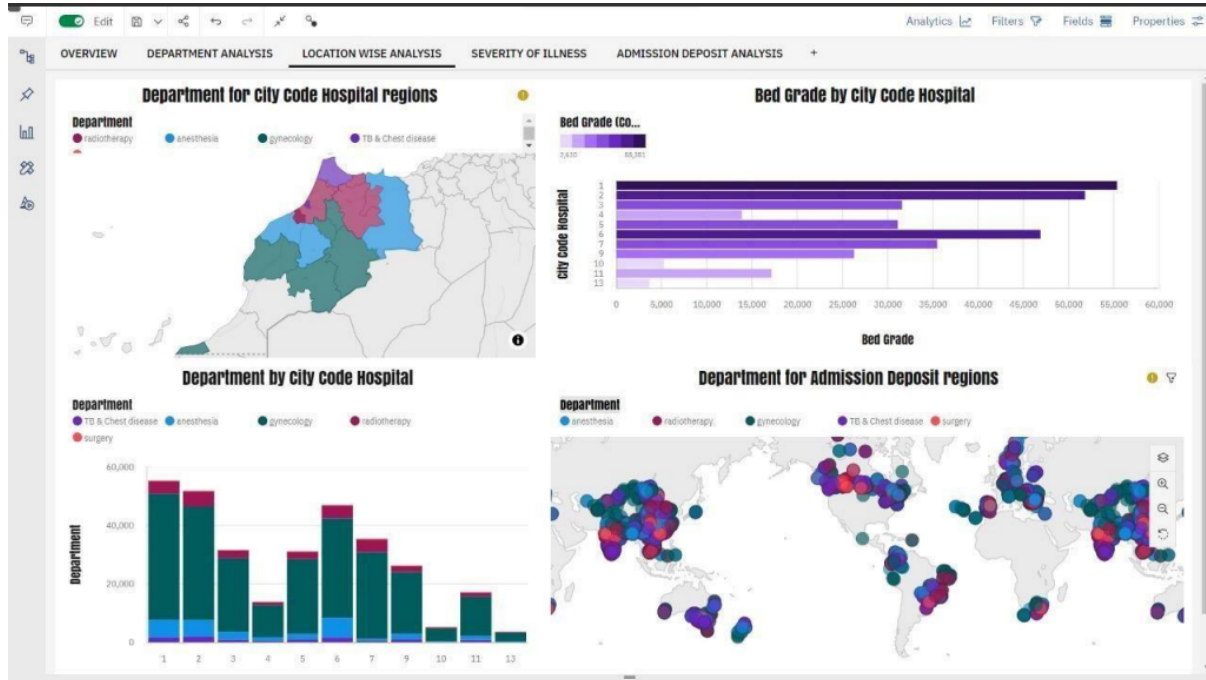 Edit
Analytics Filters Fields Properties
OVERVIEW DEPARTMENT ANALYSIS LOCATION WISE ANALYSIS SEVERITY OF ILLNESS ADMISSION DEPOSIT ANALYSIS +
Department for City Code Hospital regions
Department
radiotherapy anesthesia gynecology TB & Chest disease
Bed Grade by City Code Hospital
Bed Grade (Co...
City Code Hospital
1
2
3
4
5
6
7
9
10
11
13
0 5,000 10,000 15,000 20,000 25,000 30,000 35,000 40,000 45,000 50,000 55,000 60,000
Bed Grade
Department by City Code Hospital
Department
TB & Chest disease anesthesia gynecology radiotherapy
surgery
Department
60,000
40,000
20,000
0
1 2 3 4 5 6 7 9 10 11 13
Department for Admission Deposit regions
Department
anesthesia radiotherapy gynecology TB & Chest disease surgery